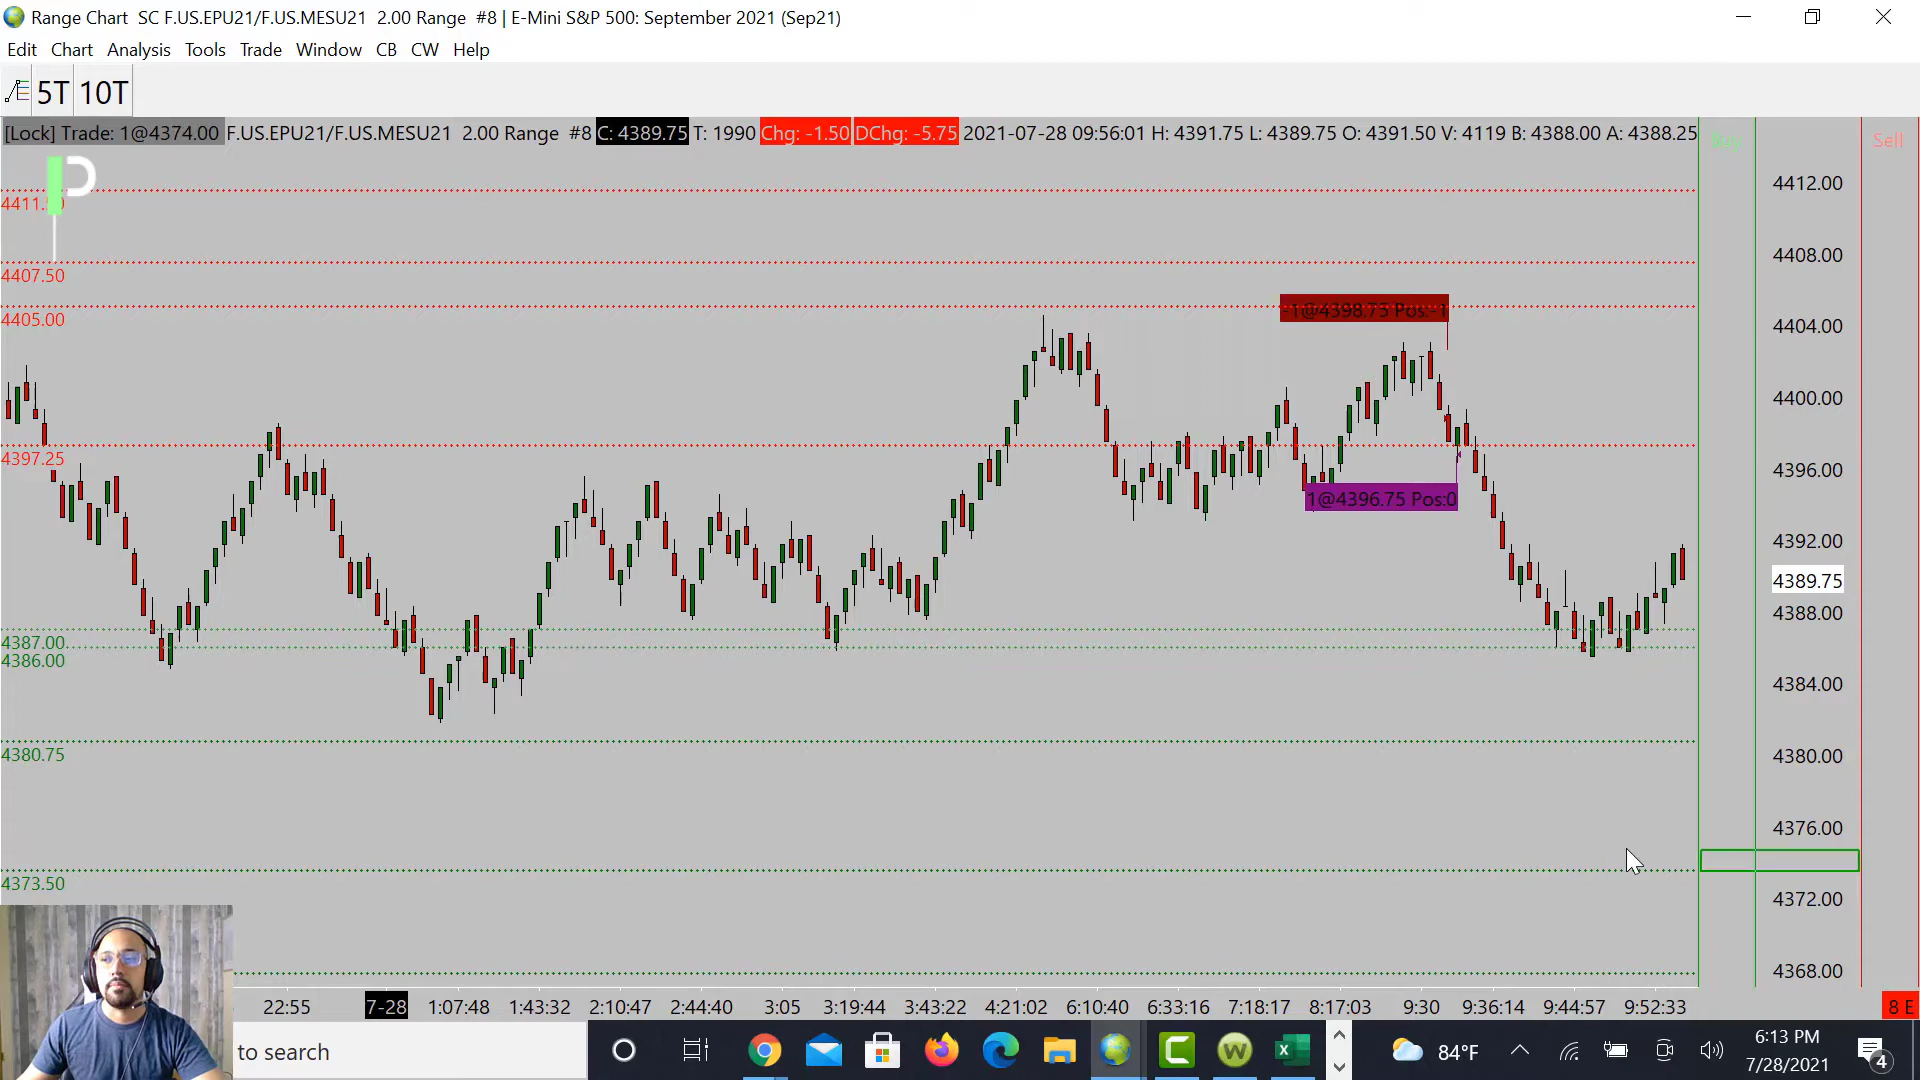 Range Chart SC F.US.EPU21/F.US.MESU21 2.00 Range #8 | E-Mini S&P 500: September 2021 (Sep21)
Edit Chart Analysis Tools Trade Window CB CW Help
5T 10T
[Lock] Trade: 1@4374.00 F.US.EPU21/F.US.MESU21 2.00 Range #8 C: 4389.75 T: 1990 Chg: -1.50 DChg: -5.75 2021-07-28 09:56:01 H: 4391.75 L: 4389.75 O: 4391.50 V: 4119 B: 4388.00 A: 4388.25
Buy
Sell
4412.00
4408.00
4404.00
4400.00
4396.00
4392.00
4389.75
4388.00
4384.00
4380.00
4376.00
4372.00
4368.00
4407.50
4405.00
4397.25
4387.00
4386.00
4380.75
4373.50
-1@4398.75 Pos:-1
1@4396.75 Pos:0
22:55 7-28 1:07:48 1:43:32 2:10:47 2:44:40 3:05 3:19:44 3:43:22 4:21:02 6:10:40 6:33:16 7:18:17 8:17:03 9:30 9:36:14 9:44:57 9:52:33 8 E
to search
84°F
6:13 PM
7/28/2021
4